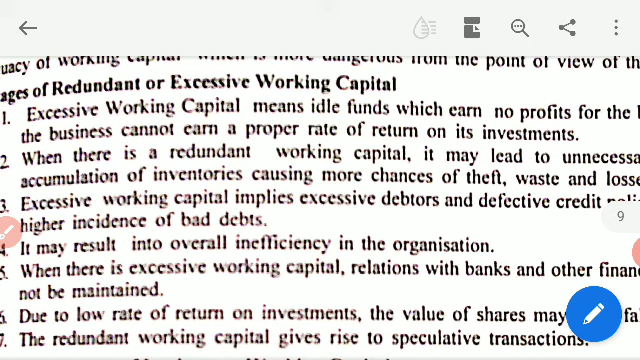 of working capital which is more dangerous from the point of view of
ages of Redundant or Excessive Working Capital
1. Excessive Working Capital means idle funds which earn no profits for the
the business cannot earn a proper rate of return on its investments.
2. When there is a redundant working capital, it may lead to unnecessa
accumulation of inventories causing more chances of theft, waste and losse
3. Excessive working capital implies excessive debtors and defective credit
9
higher incidence of bad debts.
4. It may result into overall inefficiency in the organisation.
5. When there is excessive working capital, relations with banks and other finan
not be maintained.
6. Due to low rate of return on investments, the value of shares may fa
7. The redundant working capital gives rise to speculative transactions.